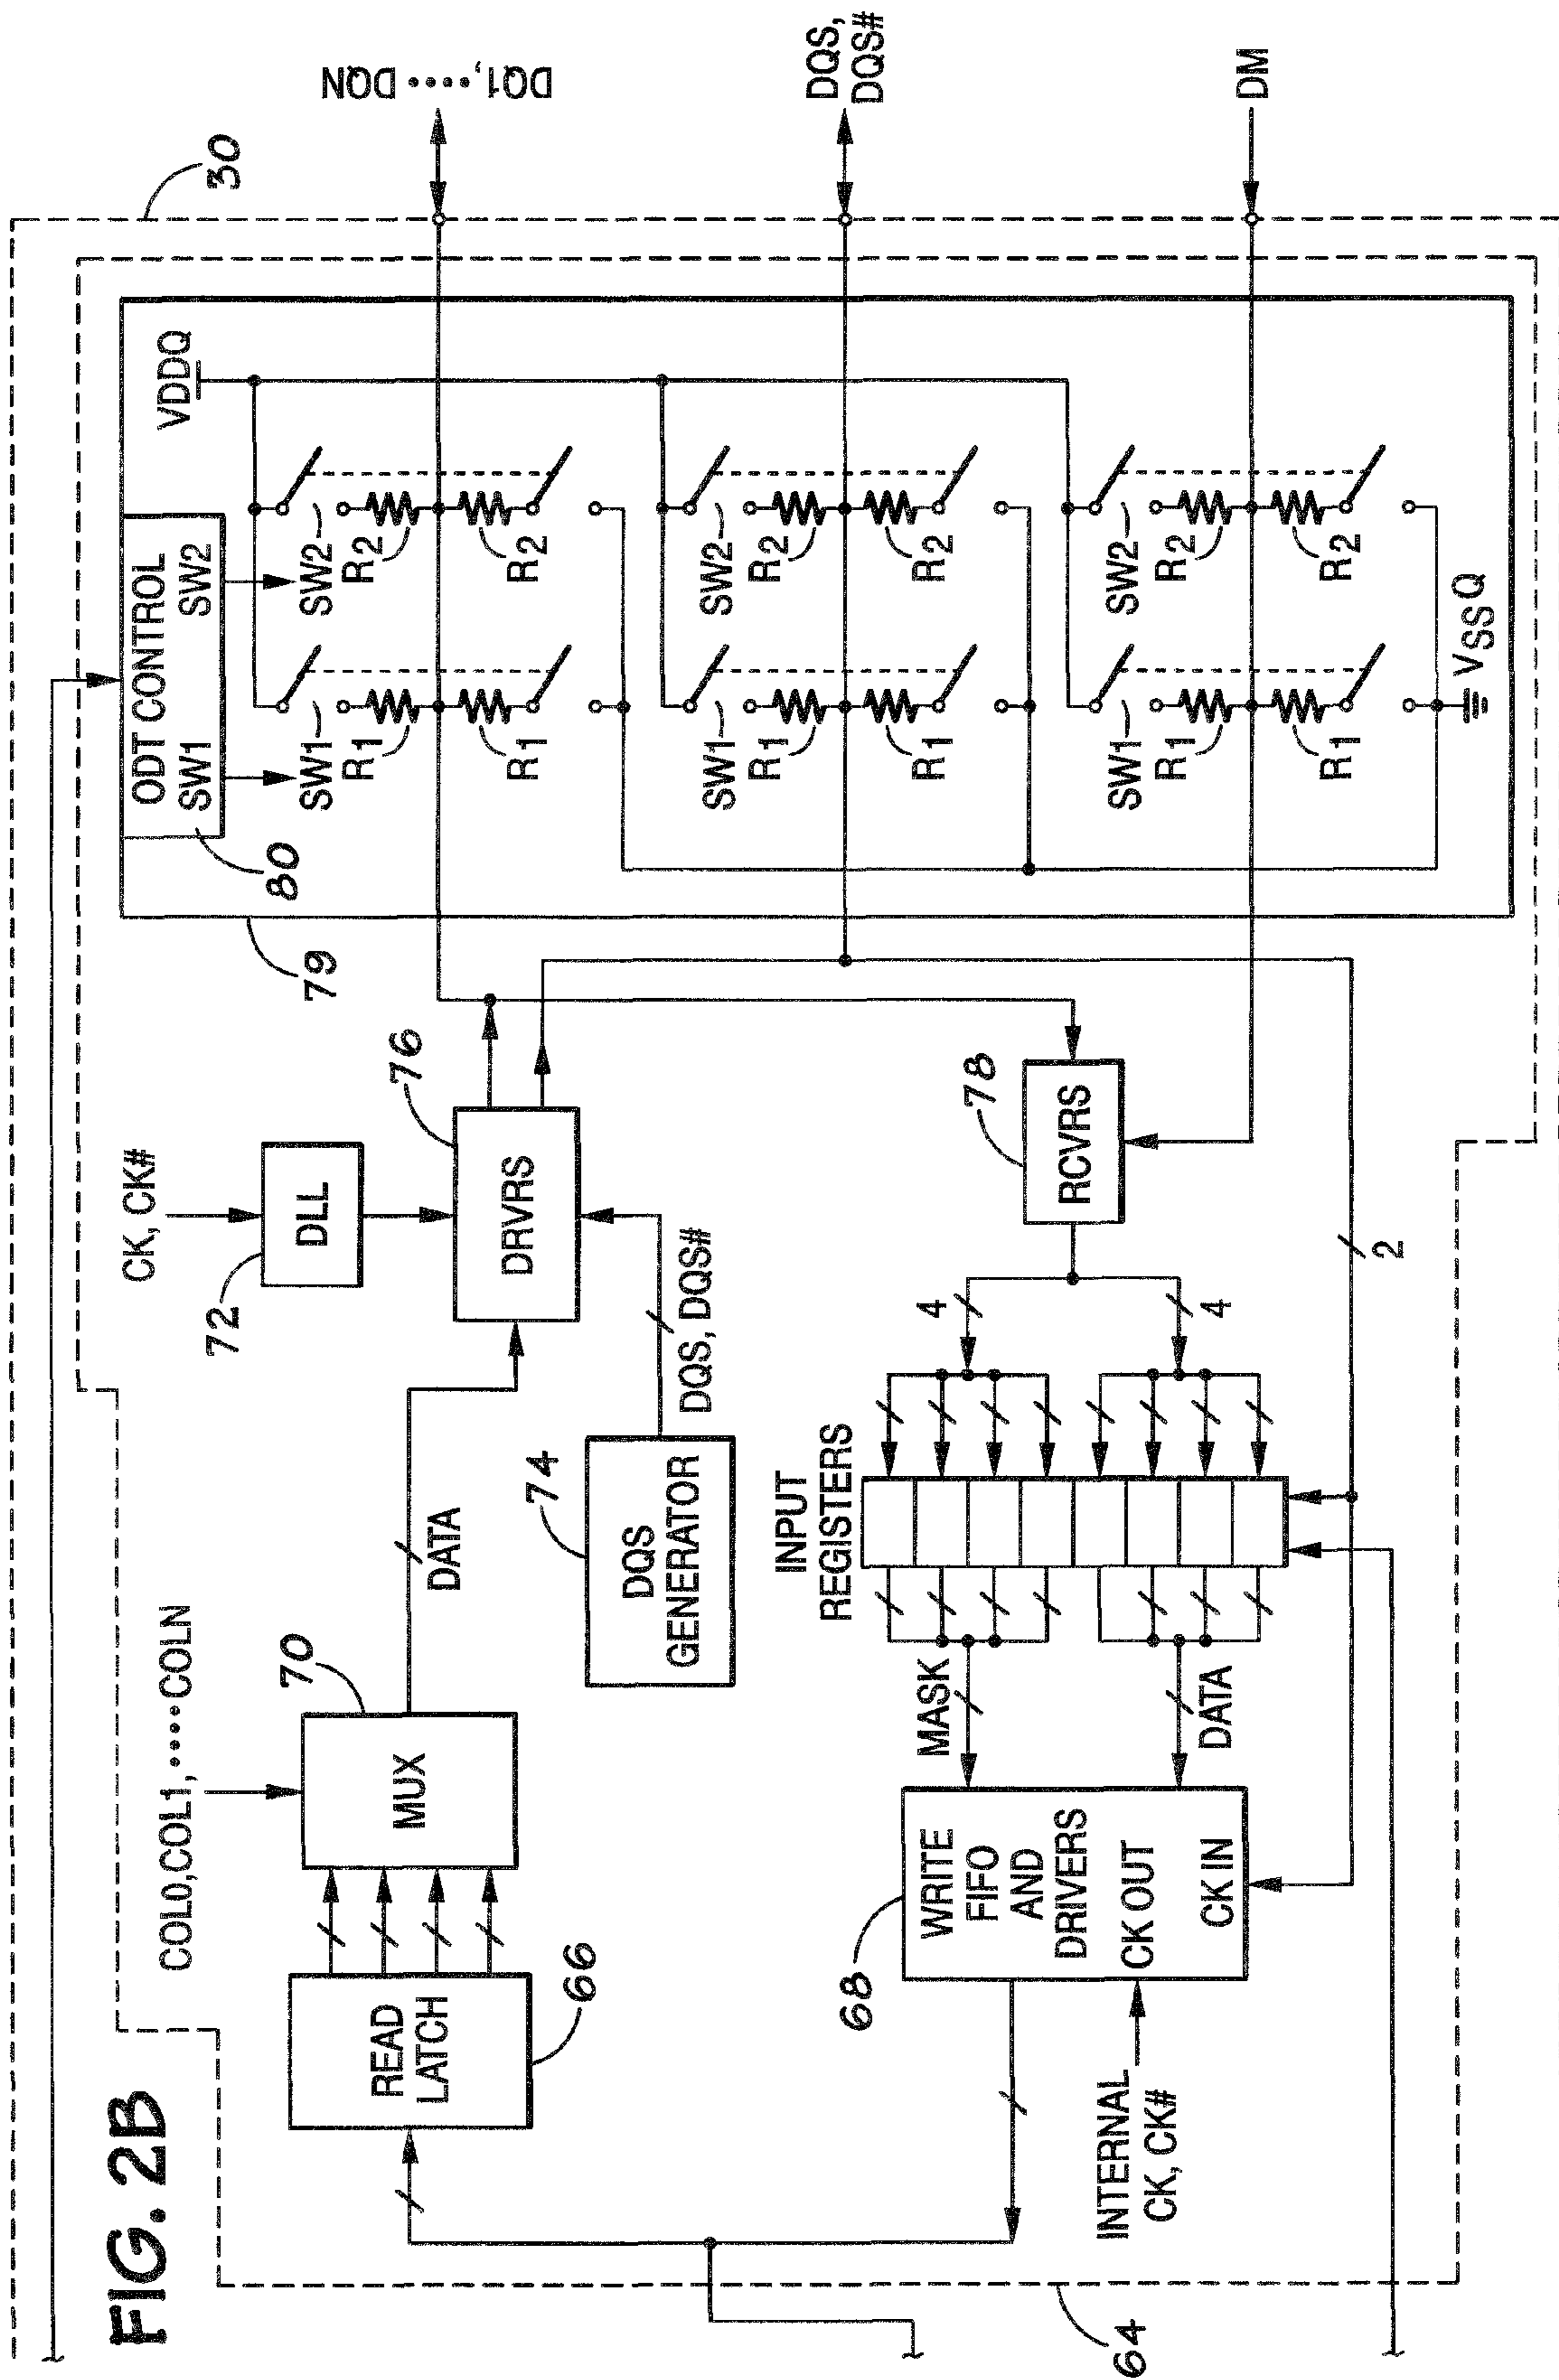 FIG. 2B
30
DQ1,····DQN
DQS,
DQS#
DM
ODT CONTROL
SW1
SW2
80
79
VDDQ
SW1
R1
R1
SW2
R2
R2
SW1
R1
R1
SW2
R2
R2
SW1
R1
R1
SW2
R2
R2
VSSQ
CK, CK#
DLL
72
DRVRS
76
DQS, DQS#
DQS
GENERATOR
74
COL0,COL1,····COLN
MUX
70
DATA
READ
LATCH
66
RCVRS
78
4
4
2
INPUT
REGISTERS
MASK
DATA
WRITE
FIFO
AND
DRIVERS
CK OUT
CK IN
68
INTERNAL
CK, CK#
64